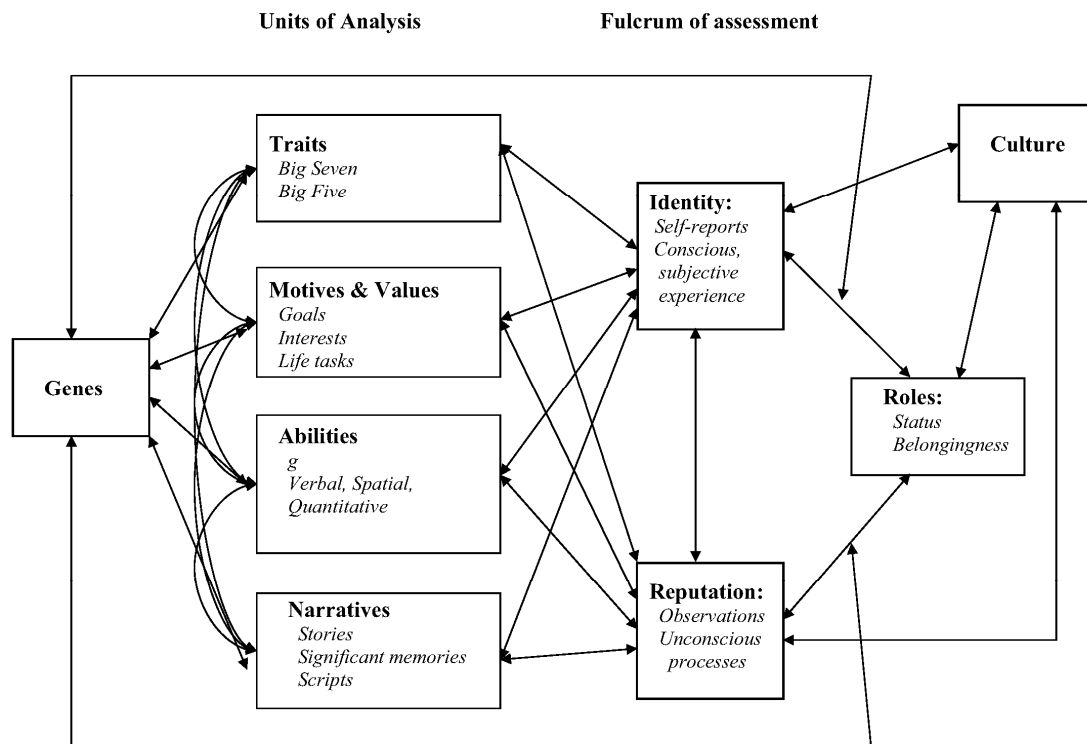 Units of Analysis
Fulcrum of assessment
Traits
Big Seven
Big Five
Motives & Values
Goals
Interests
Life tasks
Genes
Abilities
g
Verbal, Spatial,
Quantitative
Narratives
Stories
Significant memories
Scripts
Identity:
Self-reports
Conscious,
subjective
experience
Reputation:
Observations
Unconscious
processes
Culture
Roles:
Status
Belongingness